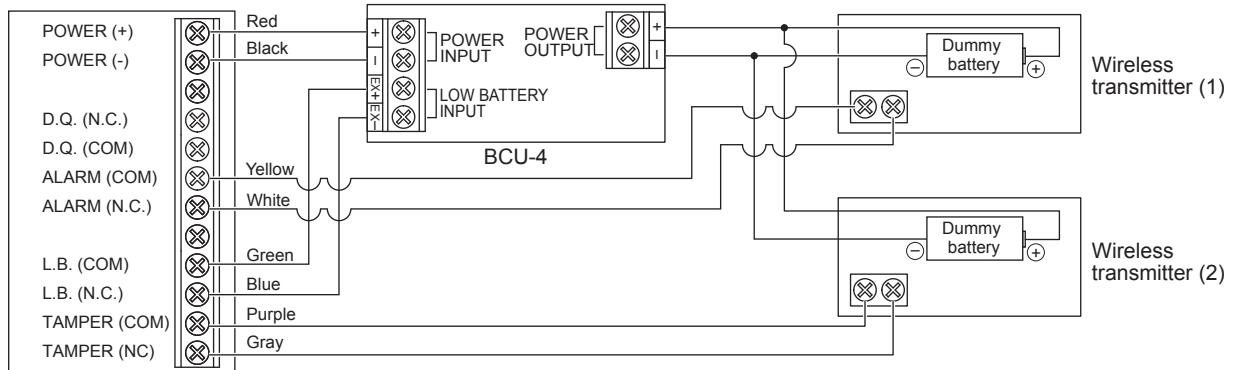 POWER (+)
POWER (-)
D.Q. (N.C.)
D.Q. (COM)
ALARM (COM)
ALARM (N.C.)
L.B. (COM)
L.B. (N.C.)
TAMPER (COM)
TAMPER (NC)
Red
Black
Yellow
White
Green
Blue
Purple
Gray
+
−
EX+
EX−
POWER
INPUT
LOW BATTERY
INPUT
POWER
OUTPUT
+
−
BCU-4
Dummy
battery
−
+
Wireless
transmitter (1)
Dummy
battery
−
+
Wireless
transmitter (2)